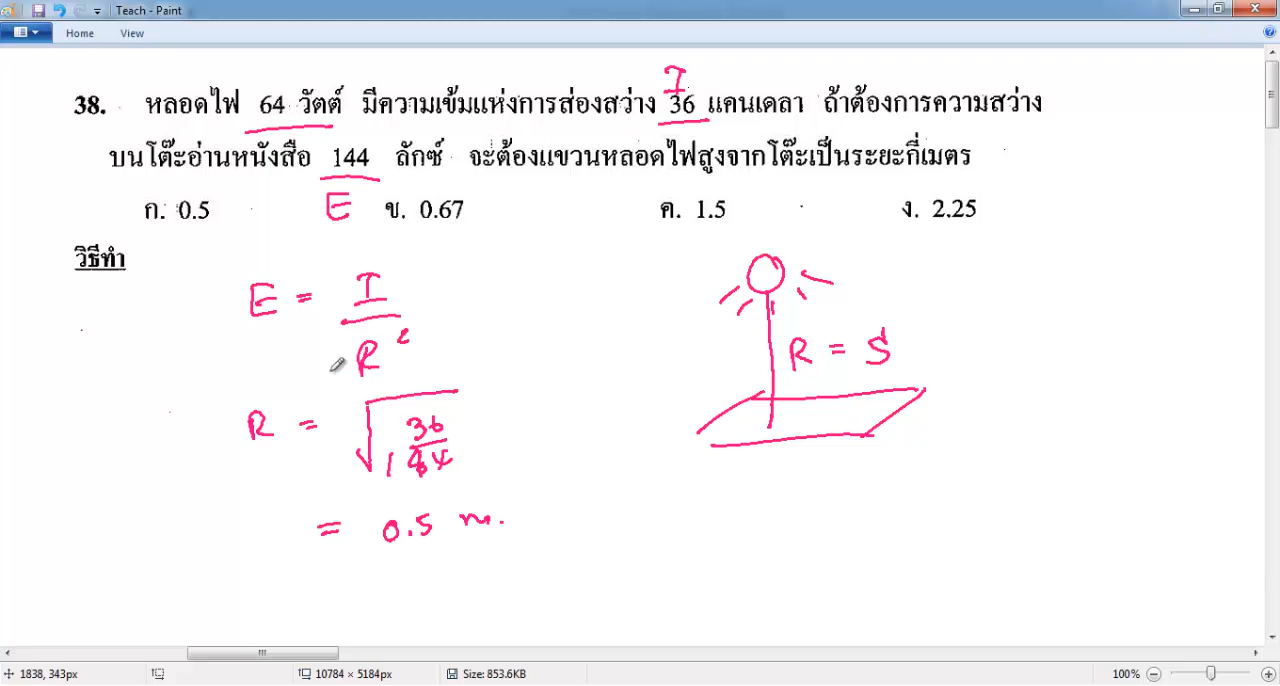 Teach - Paint
Home View
I
38. หลอดไฟ 64 วัตต์ มีความเข้มแห่งการส่องสว่าง 36 แคนเดลา ถ้าต้องการความสว่าง
บนโต๊ะอ่านหนังสือ 144 ลักซ์ จะต้องแขวนหลอดไฟสูงจากโต๊ะเป็นระยะกี่เมตร
ก. 0.5 E ข. 0.67 ค. 1.5 ง. 2.25
วิธีทำ
E = I
R²
R = S
R = √ 36
144
= 0.5 m.
1838, 343px 10784 × 5184px Size: 853.6KB 100%